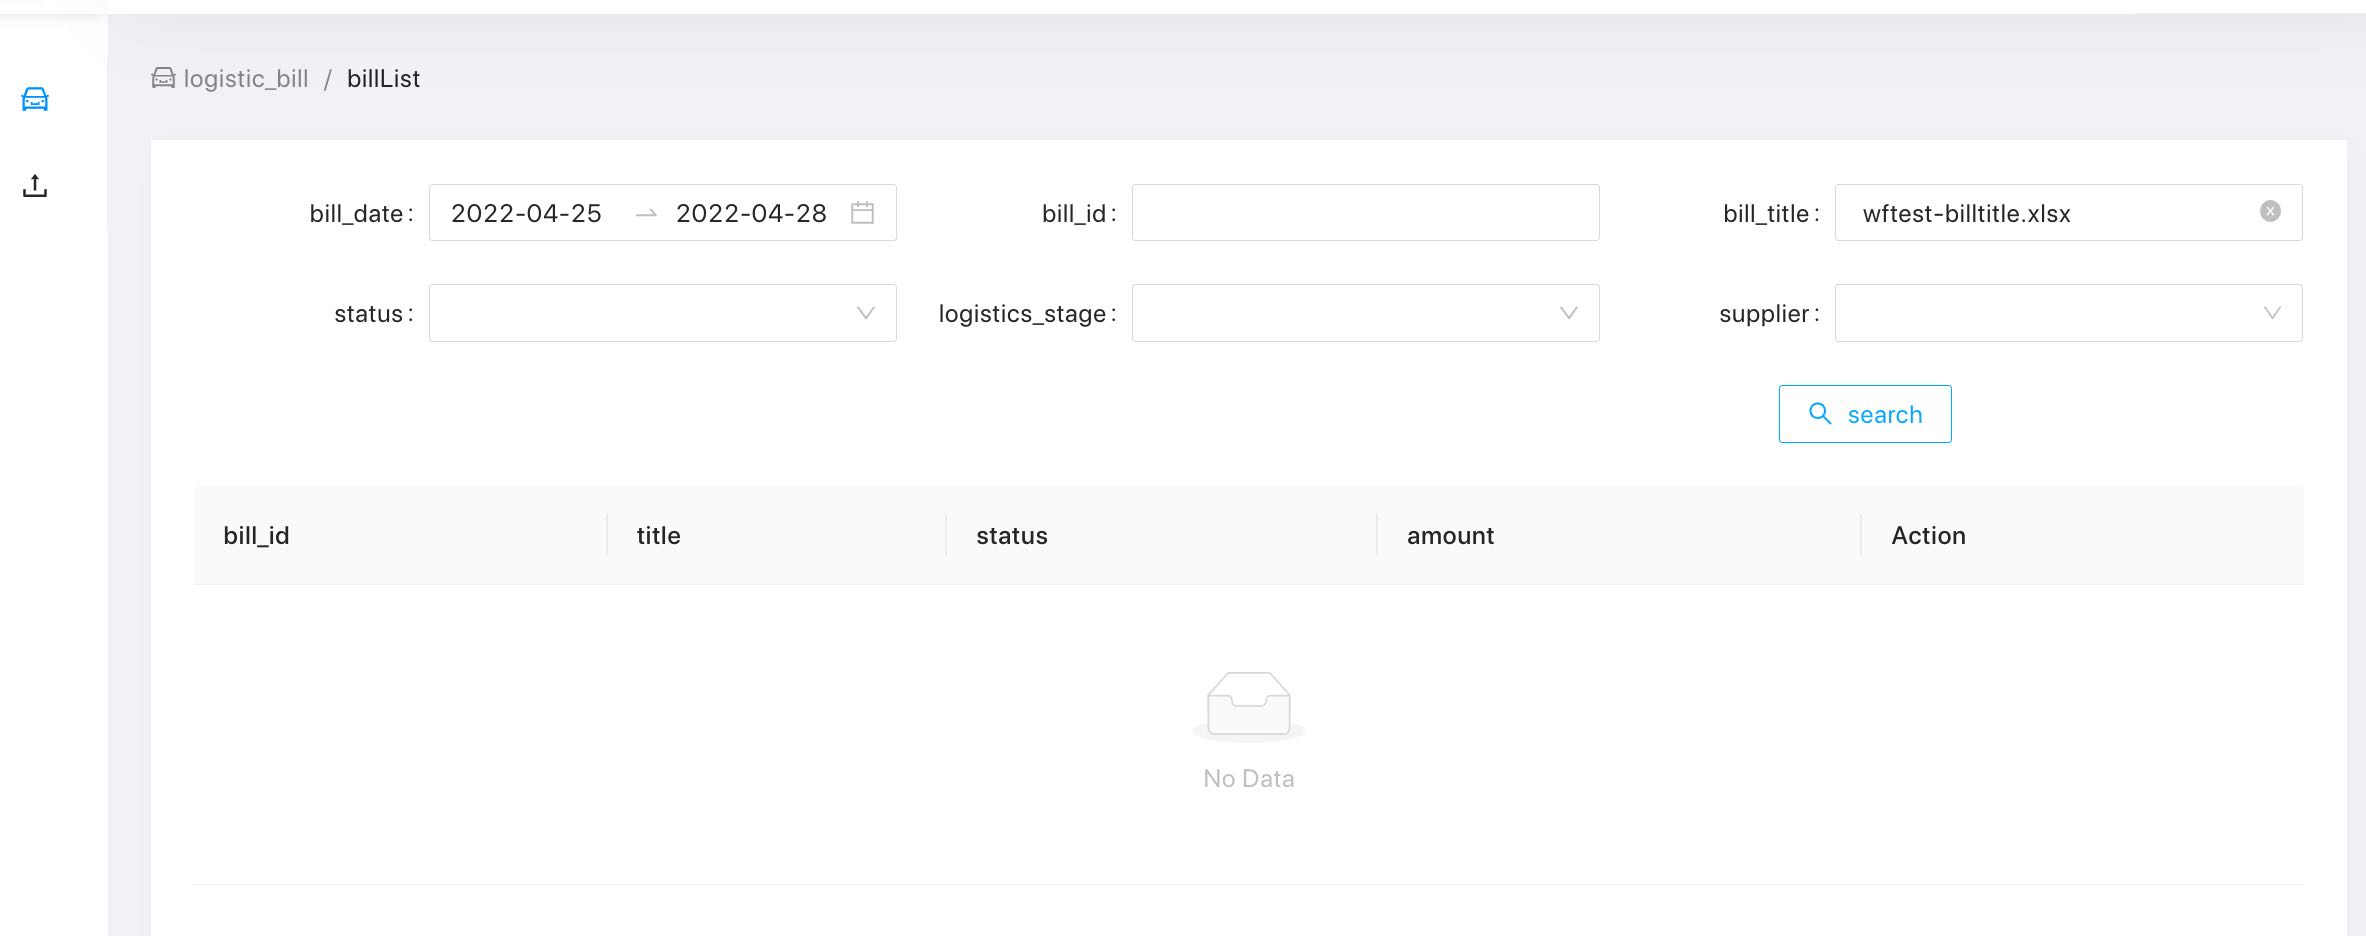 logistic_bill / billList
bill_date: 2022-04-25 → 2022-04-28 bill_id: bill_title: wftest-billtitle.xlsx
status: logistics_stage: supplier:
search
bill_id title status amount Action
No Data